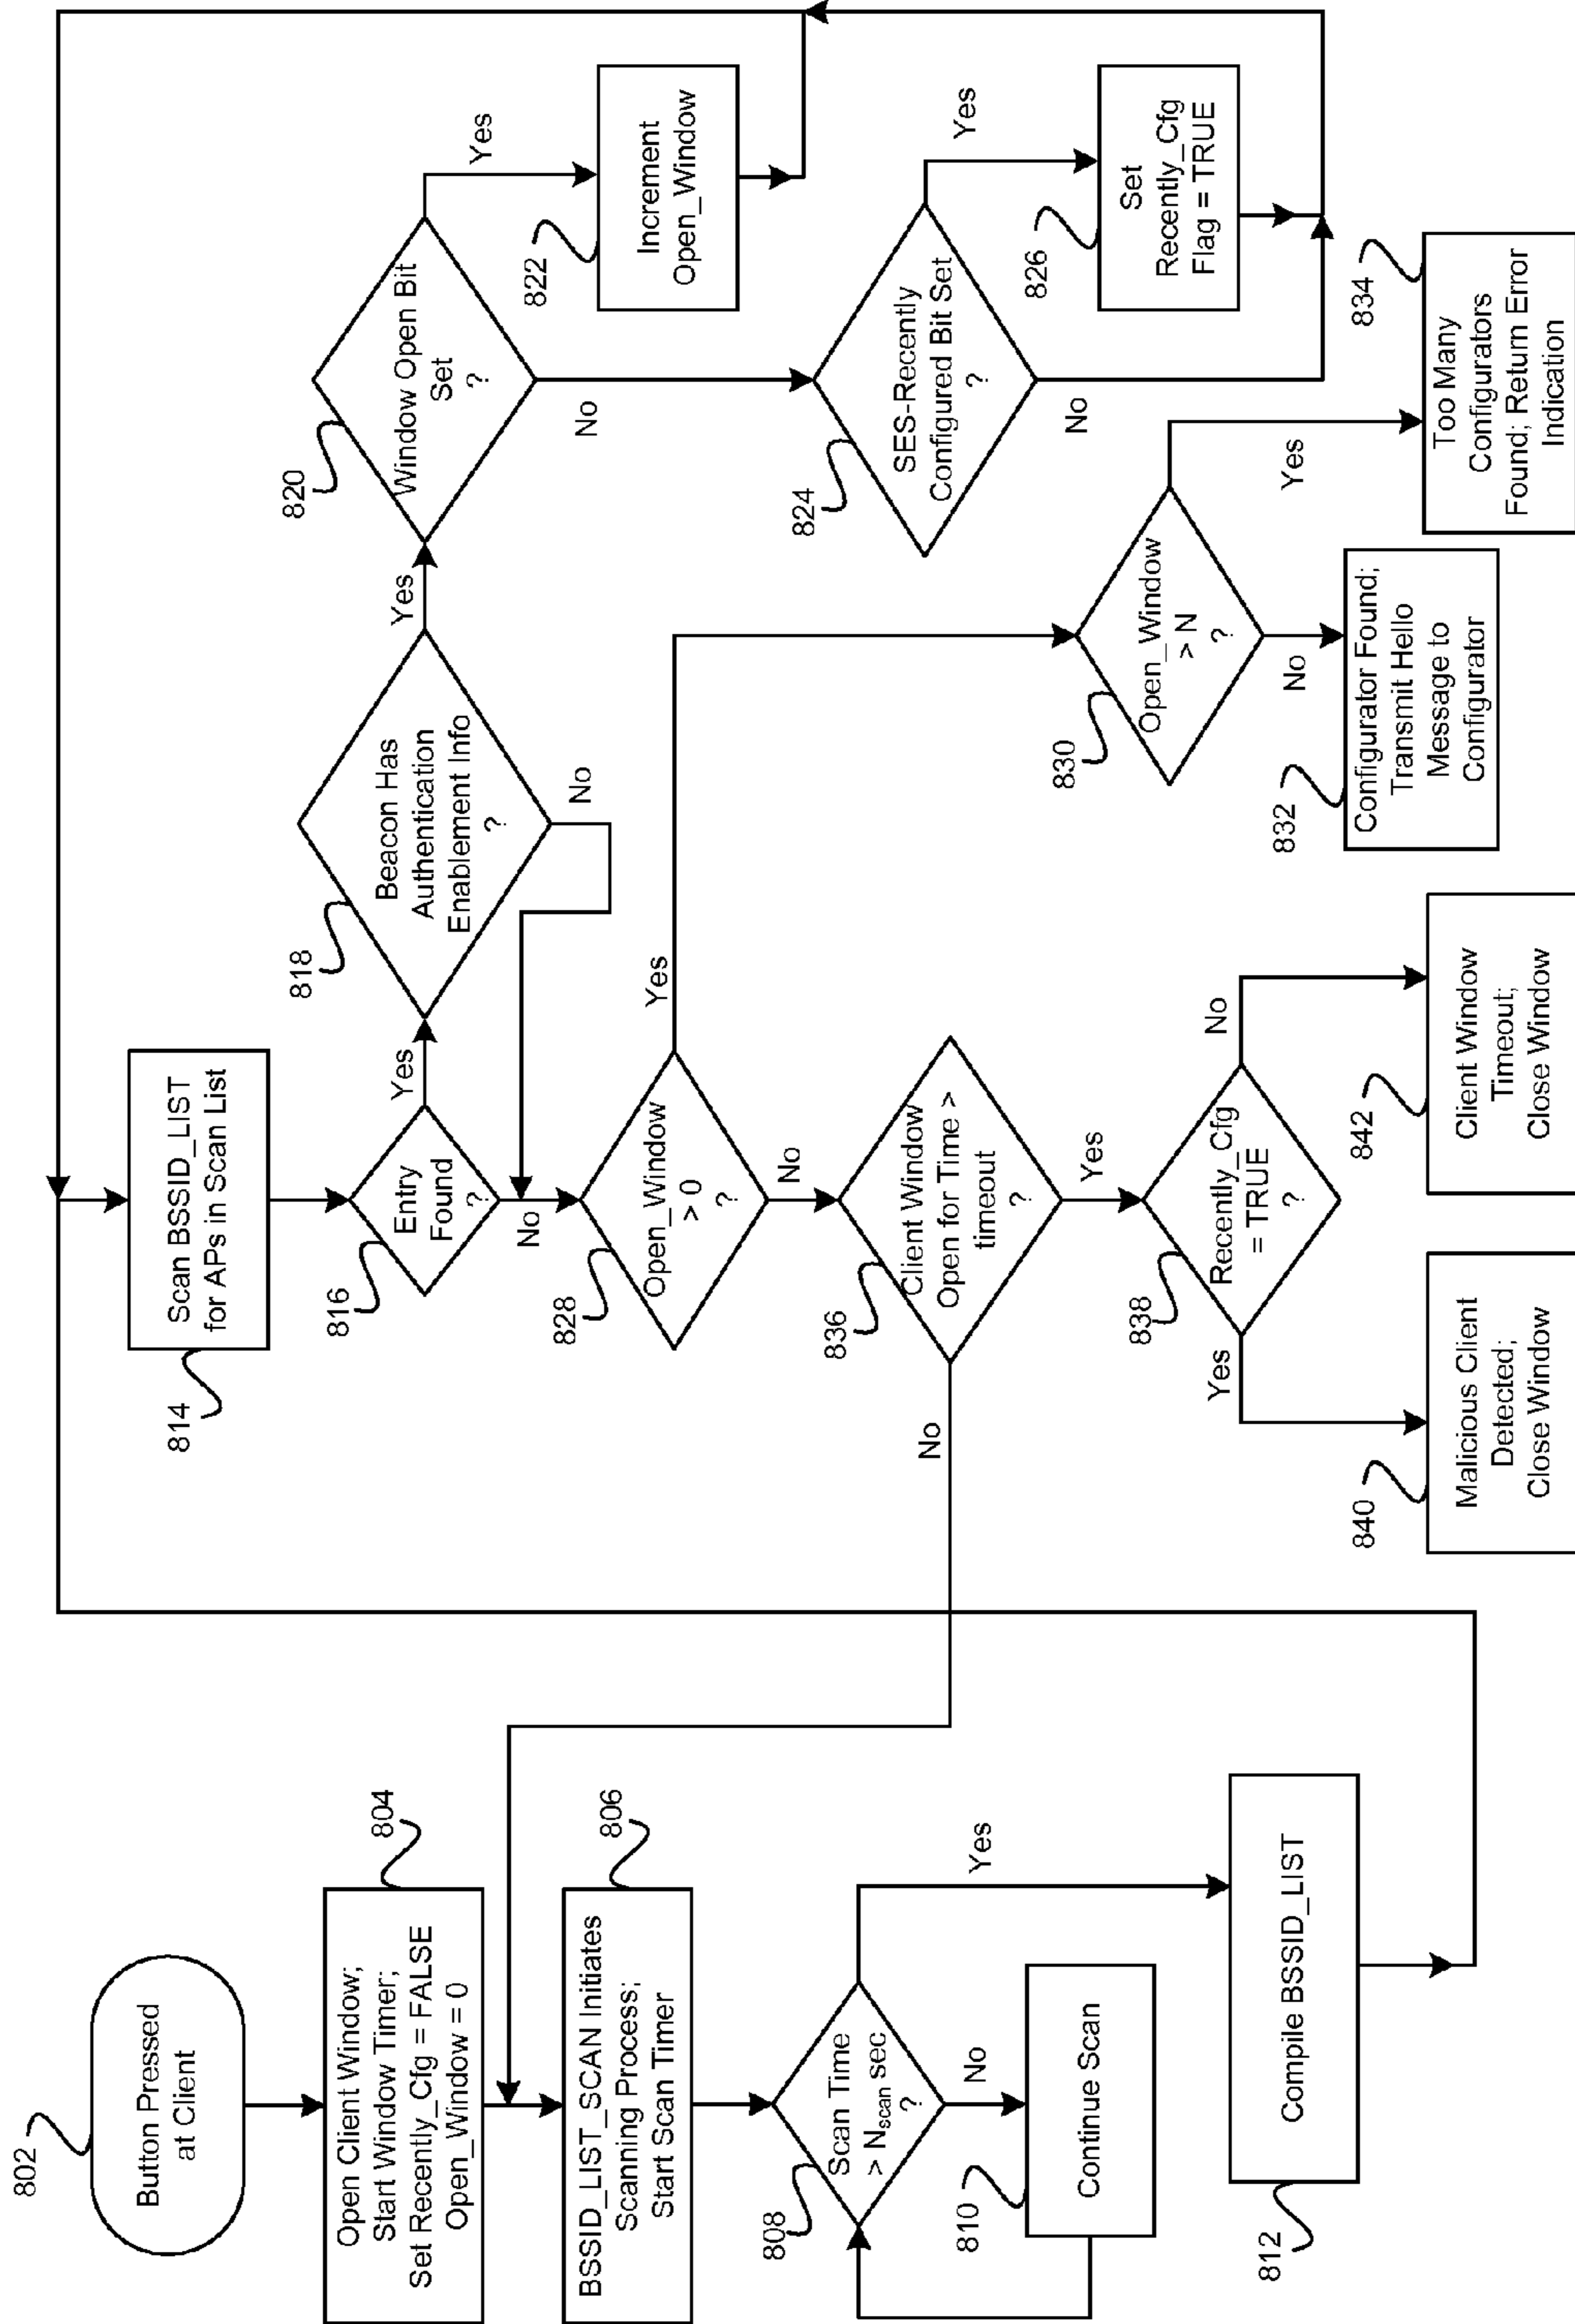 802
Button Pressed
at Client
804
Open Client Window;
Start Window Timer;
Set Recently_Cfg = FALSE
Open_Window = 0
806
BSSID_LIST_SCAN Initiates
Scanning Process;
Start Scan Timer
808
Scan Time
> Nscan sec
?
Yes
No
810
Continue Scan
812
Compile BSSID_LIST
814
Scan BSSID_LIST
for APs in Scan List
816
Entry
Found
?
Yes
No
818
Beacon Has
Authentication
Enablement Info
?
Yes
No
820
Window Open Bit
Set
?
Yes
No
822
Increment
Open_Window
824
SES-Recently
Configured Bit Set
?
Yes
No
826
Set
Recently_Cfg
Flag = TRUE
828
Open_Window
> 0
?
Yes
No
830
Open_Window
> N
?
Yes
No
832
Configurator Found;
Transmit Hello
Message to
Configurator
834
Too Many
Configurators
Found; Return Error
Indication
836
Client Window
Open for Time >
timeout
?
No
Yes
838
Recently_Cfg
= TRUE
?
Yes
No
840
Malicious Client
Detected;
Close Window
842
Client Window
Timeout;
Close Window